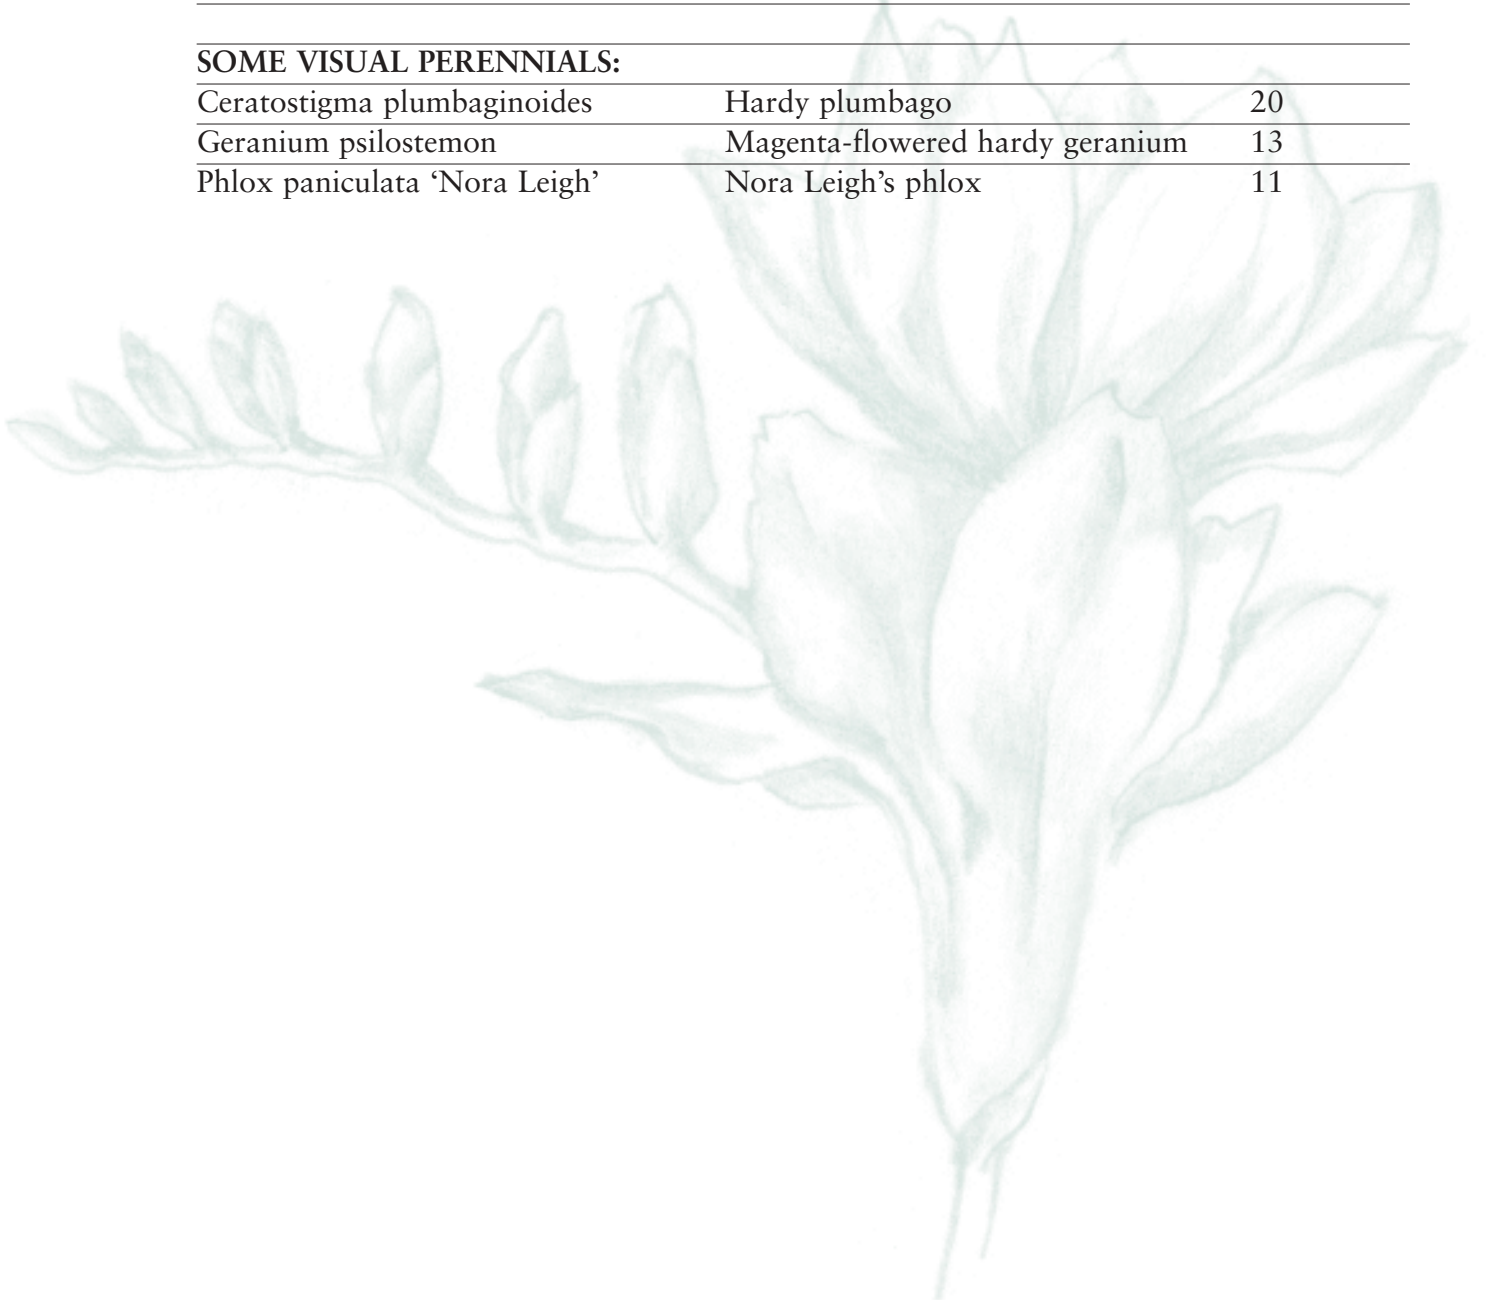 SOME VISUAL PERENNIALS:
Ceratostigma plumbaginoides Hardy plumbago 20
Geranium psilostemon Magenta-flowered hardy geranium 13
Phlox paniculata ‘Nora Leigh’ Nora Leigh’s phlox 11